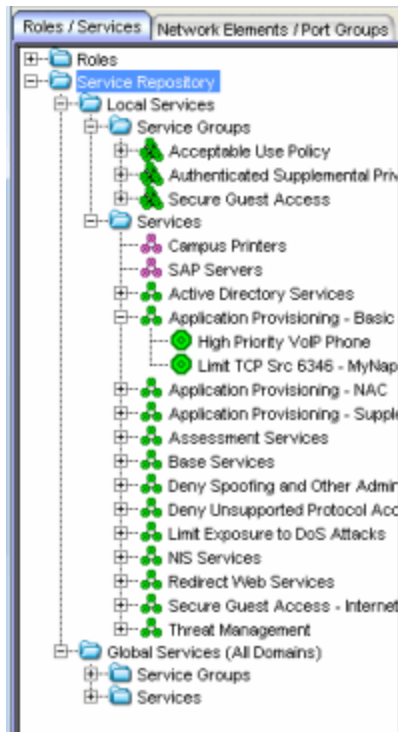 Roles / Services Network Elements / Port Groups
Roles
Service Repository
Local Services
Service Groups
Acceptable Use Policy
Authenticated Supplemental Priv
Secure Guest Access
Services
Campus Printers
SAP Servers
Active Directory Services
Application Provisioning - Basic
High Priority VoIP Phone
Limit TCP Src 6346 - MyNap
Application Provisioning - NAC
Application Provisioning - Supple
Assessment Services
Base Services
Deny Spoofing and Other Admin
Deny Unsupported Protocol Acc
Limit Exposure to DoS Attacks
NIS Services
Redirect Web Services
Secure Guest Access - Internet
Threat Management
Global Services (All Domains)
Service Groups
Services